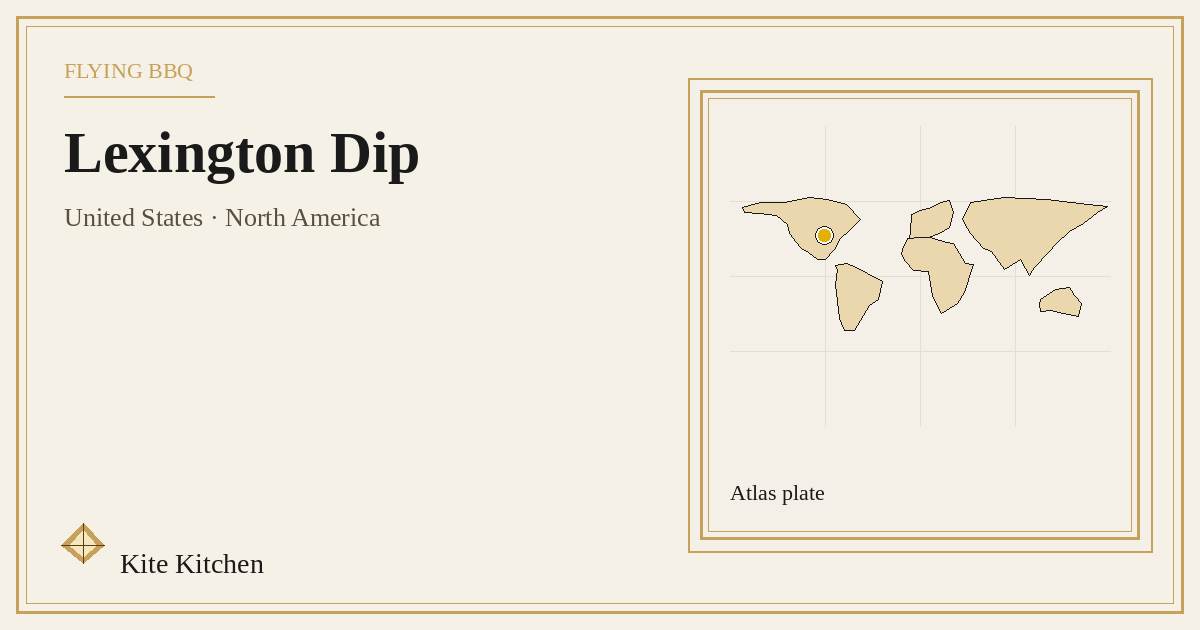 FLYING BBQ
Lexington Dip
United States · North America
Atlas plate
Kite Kitchen